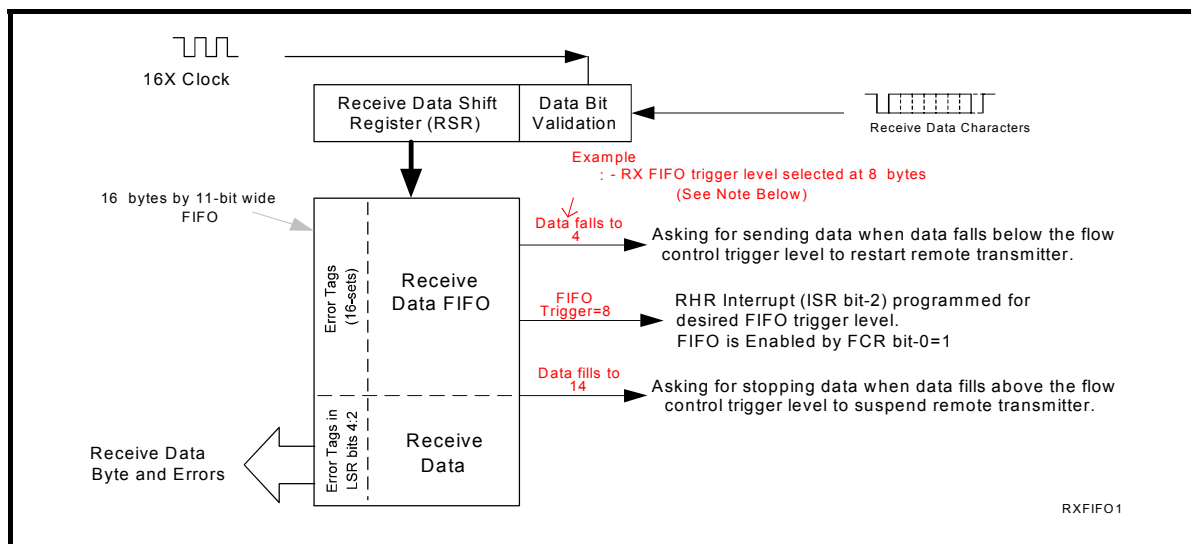 16X Clock
Receive Data Shift
Register (RSR)
Data Bit
Validation
Receive Data Characters
Example
: - RX FIFO trigger level selected at 8 bytes
(See Note Below)
16 bytes by 11-bit wide
FIFO
Data falls to
4
Asking for sending data when data falls below the flow
control trigger level to restart remote transmitter.
Error Tags
(16-sets)
Receive
Data FIFO
FIFO
Trigger=8
RHR Interrupt (ISR bit-2) programmed for
desired FIFO trigger level.
FIFO is Enabled by FCR bit-0=1
Data fills to
14
Asking for stopping data when data fills above the flow
control trigger level to suspend remote transmitter.
Error Tags in
LSR bits 4:2
Receive
Data
Receive Data
Byte and Errors
RXFIFO1